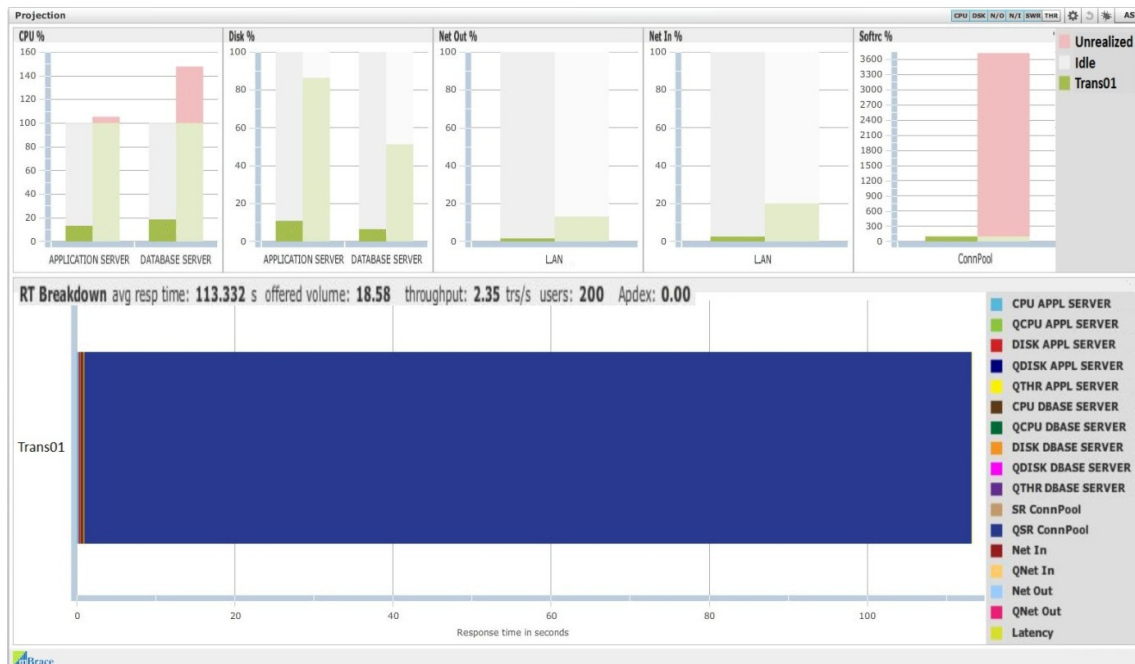 Projection
CPU DSK N/O N/I SWR THR AS
CPU %
160
140
120
100
80
60
40
20
0
APPLICATION SERVER DATABASE SERVER
Disk %
100
80
60
40
20
0
APPLICATION SERVER DATABASE SERVER
Net Out %
100
80
60
40
20
0
LAN
Net In %
100
80
60
40
20
0
LAN
Softrc %
3600
3300
3000
2700
2400
2100
1800
1500
1200
900
600
300
0
ConnPool
Unrealized
Idle
Trans01
RT Breakdown avg resp time: 113.332 s offered volume: 18.58 throughput: 2.35 trs/s users: 200 Apdex: 0.00
Trans01
0 20 40 60 80 100
Response time in seconds
CPU APPL SERVER
QCPU APPL SERVER
DISK APPL SERVER
QDISK APPL SERVER
QTHR APPL SERVER
CPU DBASE SERVER
QCPU DBASE SERVER
DISK DBASE SERVER
QDISK DBASE SERVER
QTHR DBASE SERVER
SR ConnPool
QSR ConnPool
Net In
QNet In
Net Out
QNet Out
Latency
mBrace